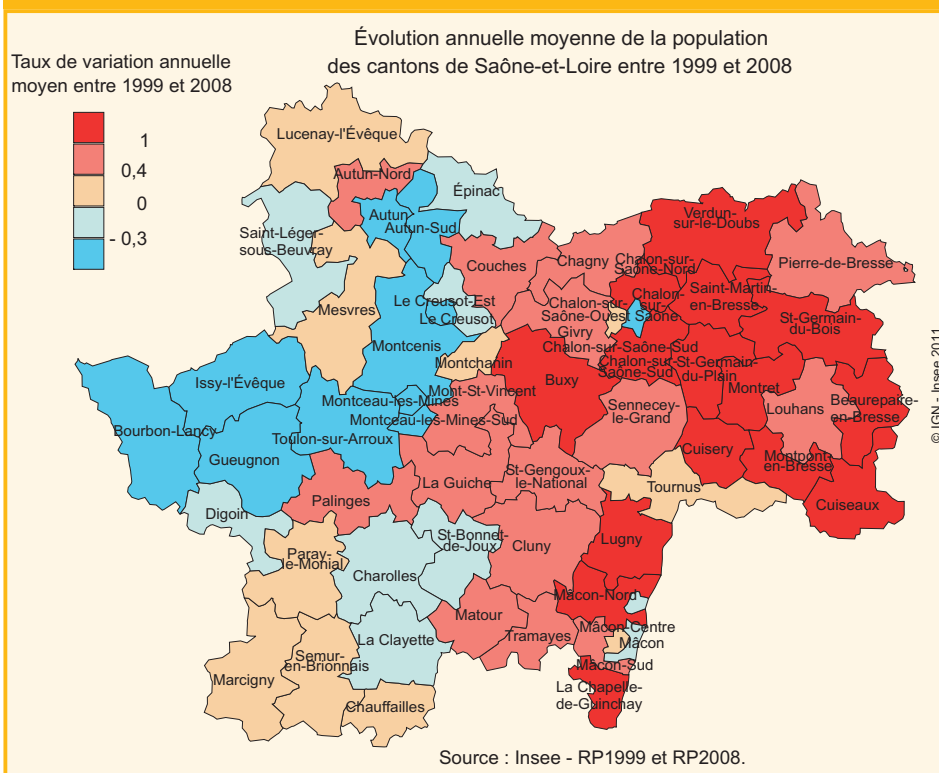 Évolution annuelle moyenne de la population
des cantons de Saône-et-Loire entre 1999 et 2008
Taux de variation annuelle
moyen entre 1999 et 2008
1
0,4
0
- 0,3
Lucenay-l'Évêque
Autun-Nord
Épinac
Autun
Autun-Sud
Saint-Léger-
sous-Beuvray
Verdun-
sur-le-Doubs
Pierre-de-Bresse
Couches
Chagny
Chalon-sur-
Saône-Nord
Saint-Martin-
en-Bresse
Mesvres
Le Creusot-Est
Le Creusot
Chalon-sur-
Saône-Ouest
Chalon-
sur-
Saône
St-Germain-
du-Bois
Givry
Montcenis
Chalon-sur-Saône-Sud
Montchanin
Chalon-sur-
Saône-Sud
St-Germain-
du-Plain
Issy-l'Évêque
Buxy
Montret
Mont-St-Vincent
Montceau-les-Mines
Sennecey-
le-Grand
Louhans
Beaurepaire-
en-Bresse
Montceau-les-Mines-Sud
Bourbon-Lancy
Toulon-sur-Arroux
Gueugnon
Cuisery
Montpont-
en-Bresse
St-Gengoux-
le-National
La Guiche
Tournus
Palinges
Cuiseaux
Digoin
St-Bonnet-
de-Joux
Cluny
Lugny
Paray-
le-Monial
Charolles
Mâcon-Nord
Matour
Mâcon-Centre
La Clayette
Tramayes
Mâcon
Semur-
en-Brionnais
Mâcon-Sud
Marcigny
La Chapelle-
de-Guinchay
Chauffailles
Source : Insee - RP1999 et RP2008.
© IGN - Insee 2011